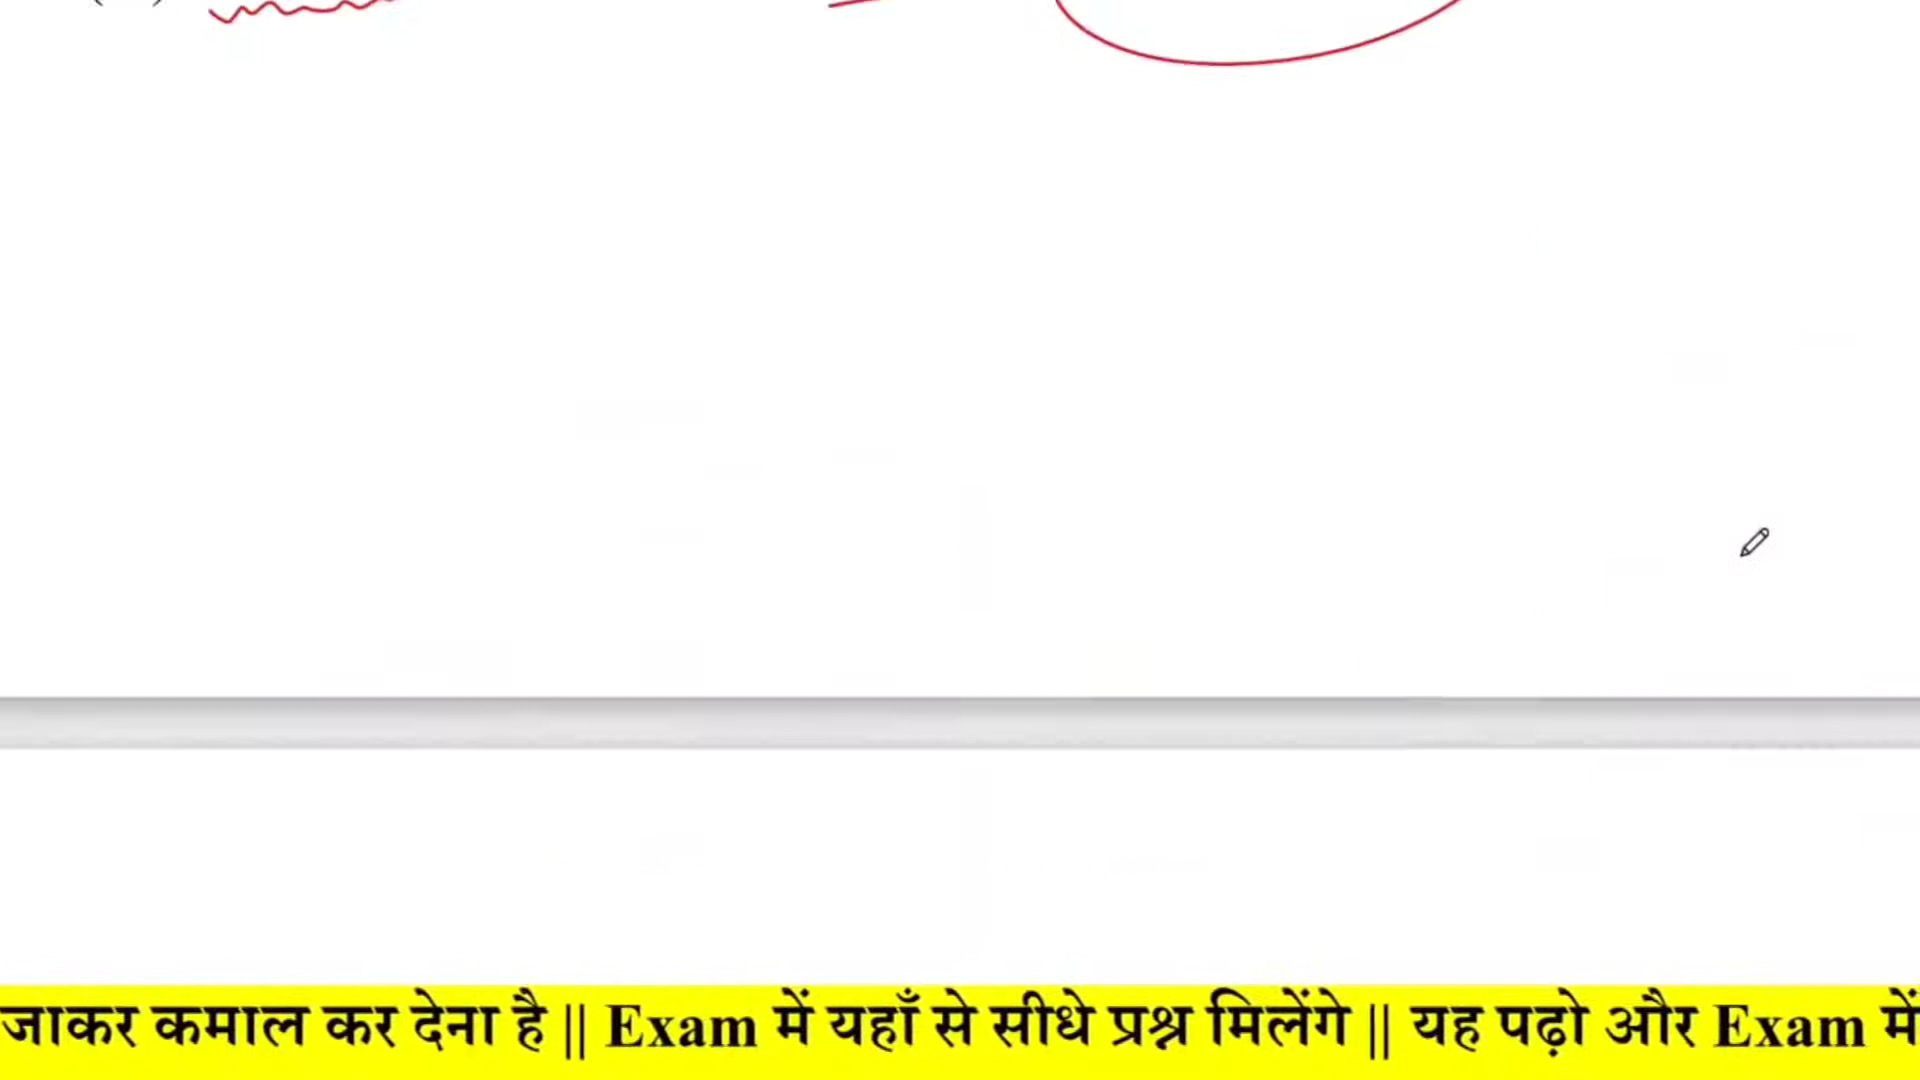 जाकर कमाल कर देना है || Exam में यहाँ से सीधे प्रश्न मिलेंगे || यह पढ़ो और Exam में